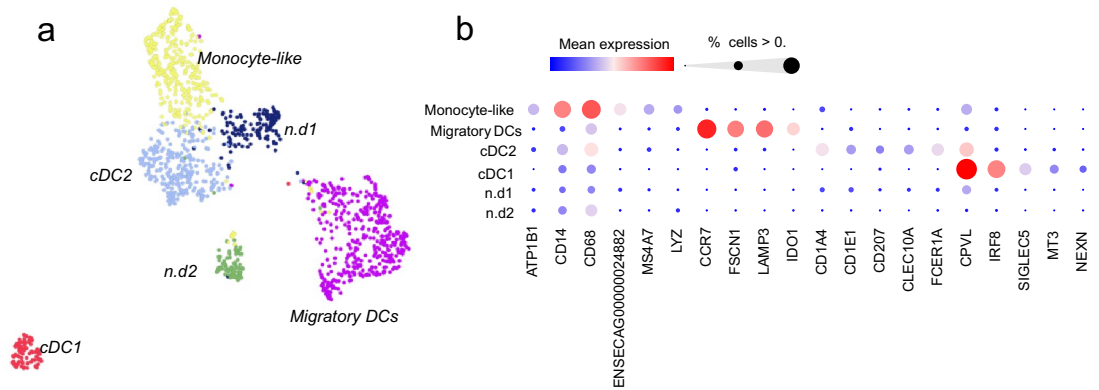 a
Monocyte-like
n.d1
cDC2
n.d2
Migratory DCs
cDC1
b
Mean expression
% cells > 0.
Monocyte-like
Migratory DCs
cDC2
cDC1
n.d1
n.d2
ATP1B1
CD14
CD68
ENSECAG00000024882
MS4A7
LYZ
CCR7
FSCN1
LAMP3
IDO1
CD1A4
CD1E1
CD207
CLEC10A
FCER1A
CPVL
IRF8
SIGLEC5
MT3
NEXN